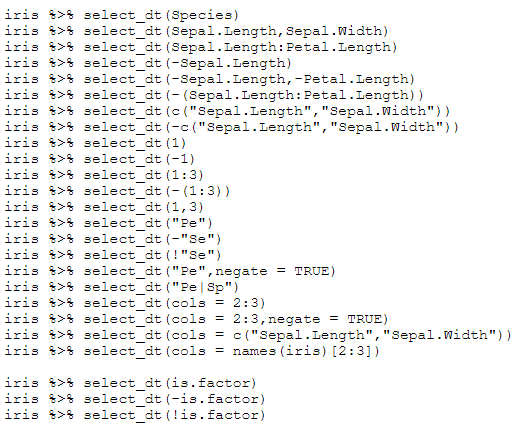 iris %>% select_dt(Species)
iris %>% select_dt(Sepal.Length,Sepal.Width)
iris %>% select_dt(Sepal.Length:Petal.Length)
iris %>% select_dt(-Sepal.Length)
iris %>% select_dt(-Sepal.Length,-Petal.Length)
iris %>% select_dt(-(Sepal.Length:Petal.Length))
iris %>% select_dt(c("Sepal.Length","Sepal.Width"))
iris %>% select_dt(-c("Sepal.Length","Sepal.Width"))
iris %>% select_dt(1)
iris %>% select_dt(-1)
iris %>% select_dt(1:3)
iris %>% select_dt(-(1:3))
iris %>% select_dt(1,3)
iris %>% select_dt("Pe")
iris %>% select_dt(-"Se")
iris %>% select_dt(!"Se")
iris %>% select_dt("Pe",negate = TRUE)
iris %>% select_dt("Pe|Sp")
iris %>% select_dt(cols = 2:3)
iris %>% select_dt(cols = 2:3,negate = TRUE)
iris %>% select_dt(cols = c("Sepal.Length","Sepal.Width"))
iris %>% select_dt(cols = names(iris)[2:3])

iris %>% select_dt(is.factor)
iris %>% select_dt(-is.factor)
iris %>% select_dt(!is.factor)